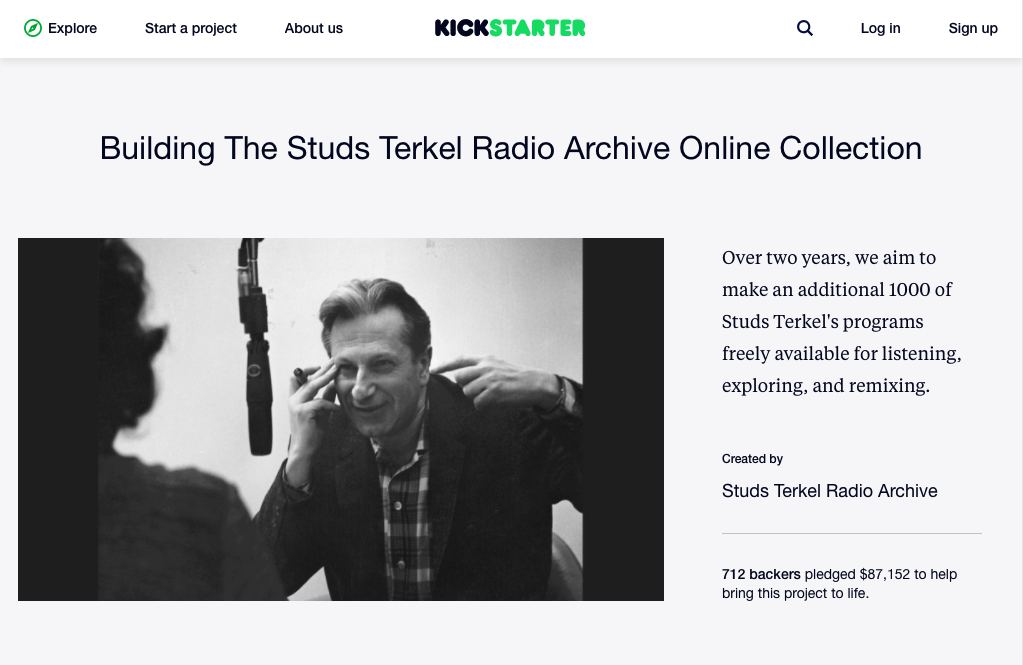 Explore
Start a project
About us
KICKSTARTER
Log in
Sign up
Building The Studs Terkel Radio Archive Online Collection
Over two years, we aim to
make an additional 1000 of
Studs Terkel's programs
freely available for listening,
exploring, and remixing.
Created by
Studs Terkel Radio Archive
712 backers pledged $87,152 to help
bring this project to life.